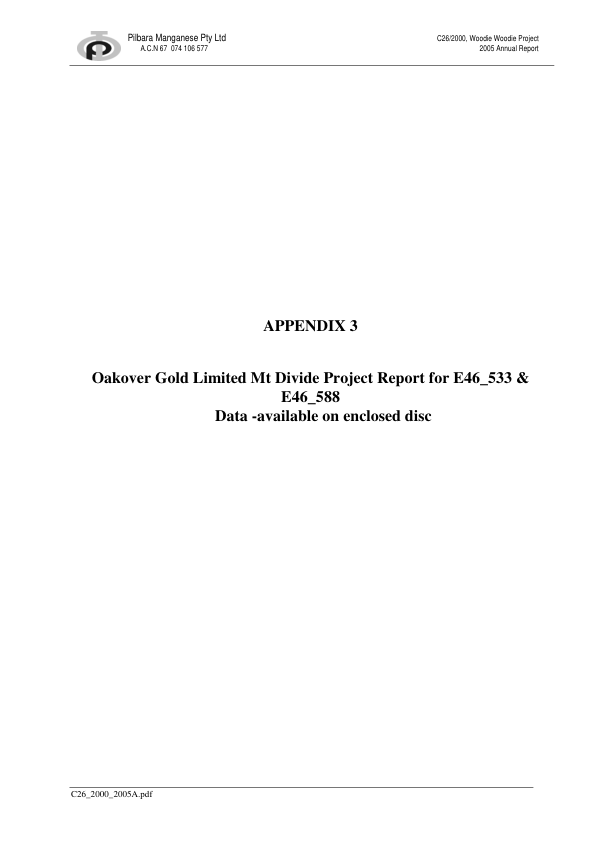 Pilbara Manganese Pty Ltd
A.C.N 67 074 106 577
C26/2000, Woodie Woodie Project
2005 Annual Report
APPENDIX 3
Oakover Gold Limited Mt Divide Project Report for E46_533 &
E46_588
Data -available on enclosed disc
C26_2000_2005A.pdf